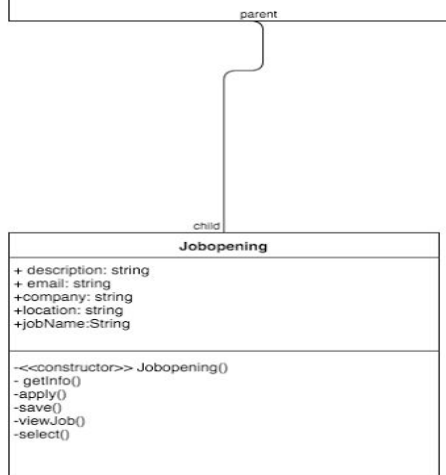 parent
child
Jobopening
+ description: string
+ email: string
+company: string
+location: string
+jobName:String
-<<constructor>> Jobopening()
- getInfo()
-apply()
-save()
-viewJob()
-select()